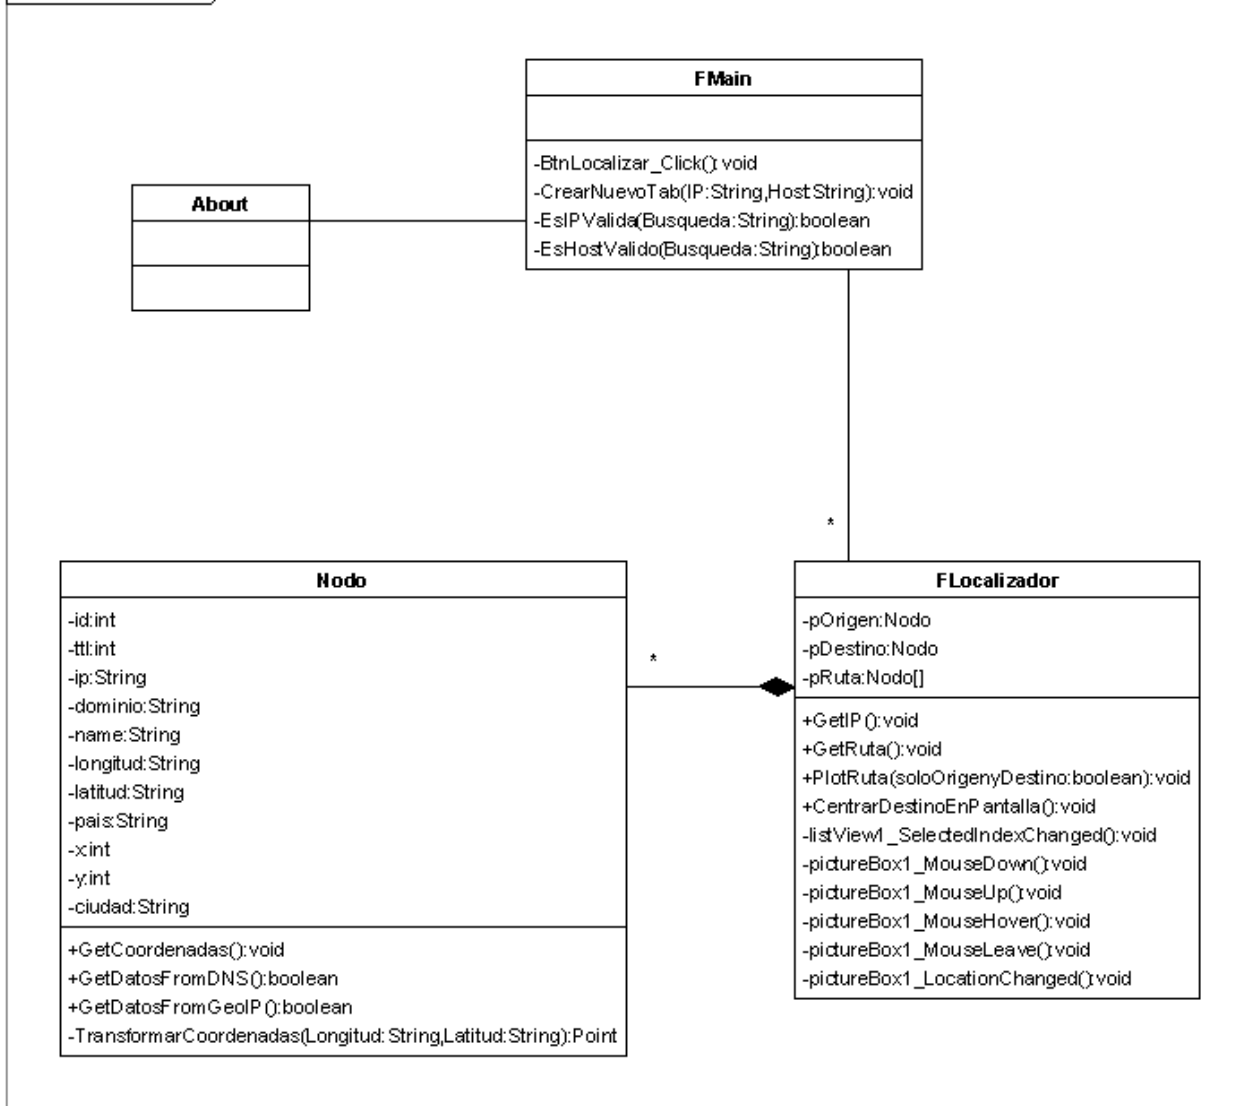 FMain
-BtnLocalizar_Click():void
-CrearNuevoTab(IP:String,Host:String):void
-EsIPValida(Busqueda:String):boolean
-EsHostValido(Busqueda:String):boolean
About
*
Nodo
-id:int
-ttl:int
-ip:String
-dominio:String
-name:String
-longitud:String
-latitud:String
-pais:String
-x:int
-y:int
-ciudad:String
+GetCoordenadas():void
+GetDatosFromDNS():boolean
+GetDatosFromGeoIP():boolean
-TransformarCoordenadas(Longitud:String,Latitud:String):Point
*
FLocalizador
-pOrigen:Nodo
-pDestino:Nodo
-pRuta:Nodo[]
+GetIP():void
+GetRuta():void
+PlotRuta(soloOrigenyDestino:boolean):void
+CentrarDestinoEnPantalla():void
-listView1_SelectedIndexChanged():void
-pictureBox1_MouseDown():void
-pictureBox1_MouseUp():void
-pictureBox1_MouseHover():void
-pictureBox1_MouseLeave():void
-pictureBox1_LocationChanged():void